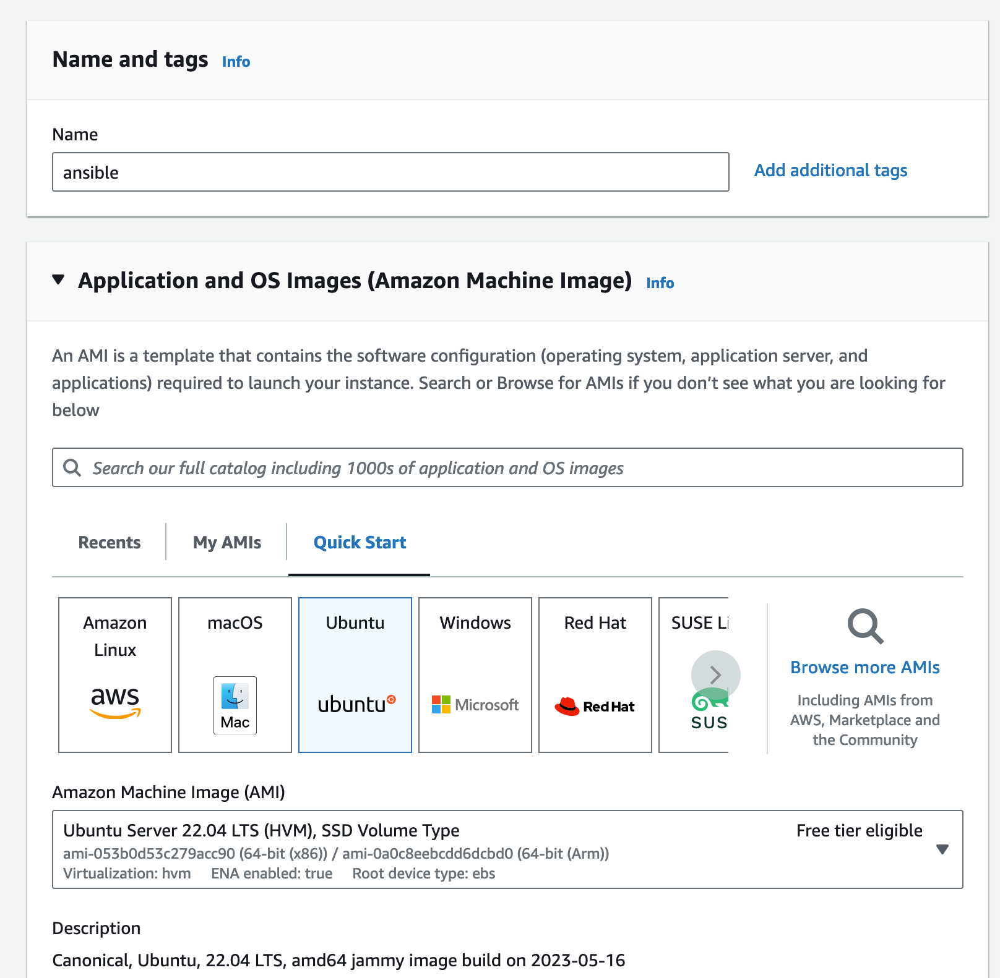 Name and tags Info
Name
ansible
Add additional tags
Application and OS Images (Amazon Machine Image) Info
An AMI is a template that contains the software configuration (operating system, application server, and
applications) required to launch your instance. Search or Browse for AMIs if you don’t see what you are looking for
below
Search our full catalog including 1000s of application and OS images
Recents
My AMIs
Quick Start
Amazon
Linux
aws
macOS
Mac
Ubuntu
ubuntu
Windows
Microsoft
Red Hat
Red Hat
SUSE Li
SUS
Browse more AMIs
Including AMIs from
AWS, Marketplace and
the Community
Amazon Machine Image (AMI)
Ubuntu Server 22.04 LTS (HVM), SSD Volume Type
Free tier eligible
ami-053b0d53c279acc90 (64-bit (x86)) / ami-0a0c8eebcdd6dcbd0 (64-bit (Arm))
Virtualization: hvm ENA enabled: true Root device type: ebs
Description
Canonical, Ubuntu, 22.04 LTS, amd64 jammy image build on 2023-05-16